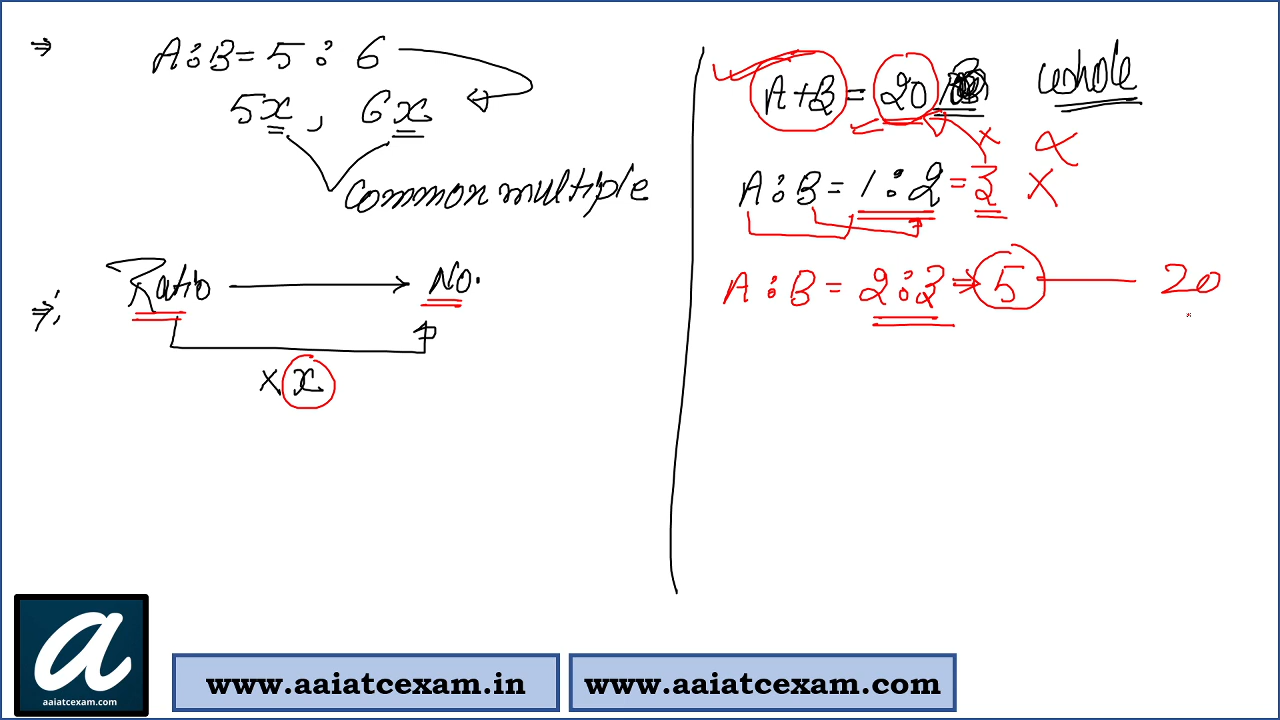 ⇒ A:B = 5 : 6
5x , 6x
common multiple
⇒; Ratio → No.
× x
A+B = 20 whole
× ∝
A:B = 1:2 = 3 ×
A:B = 2:3 ⇒ 5 — 20
a
aaiatcexam.com
www.aaiatcexam.in
www.aaiatcexam.com